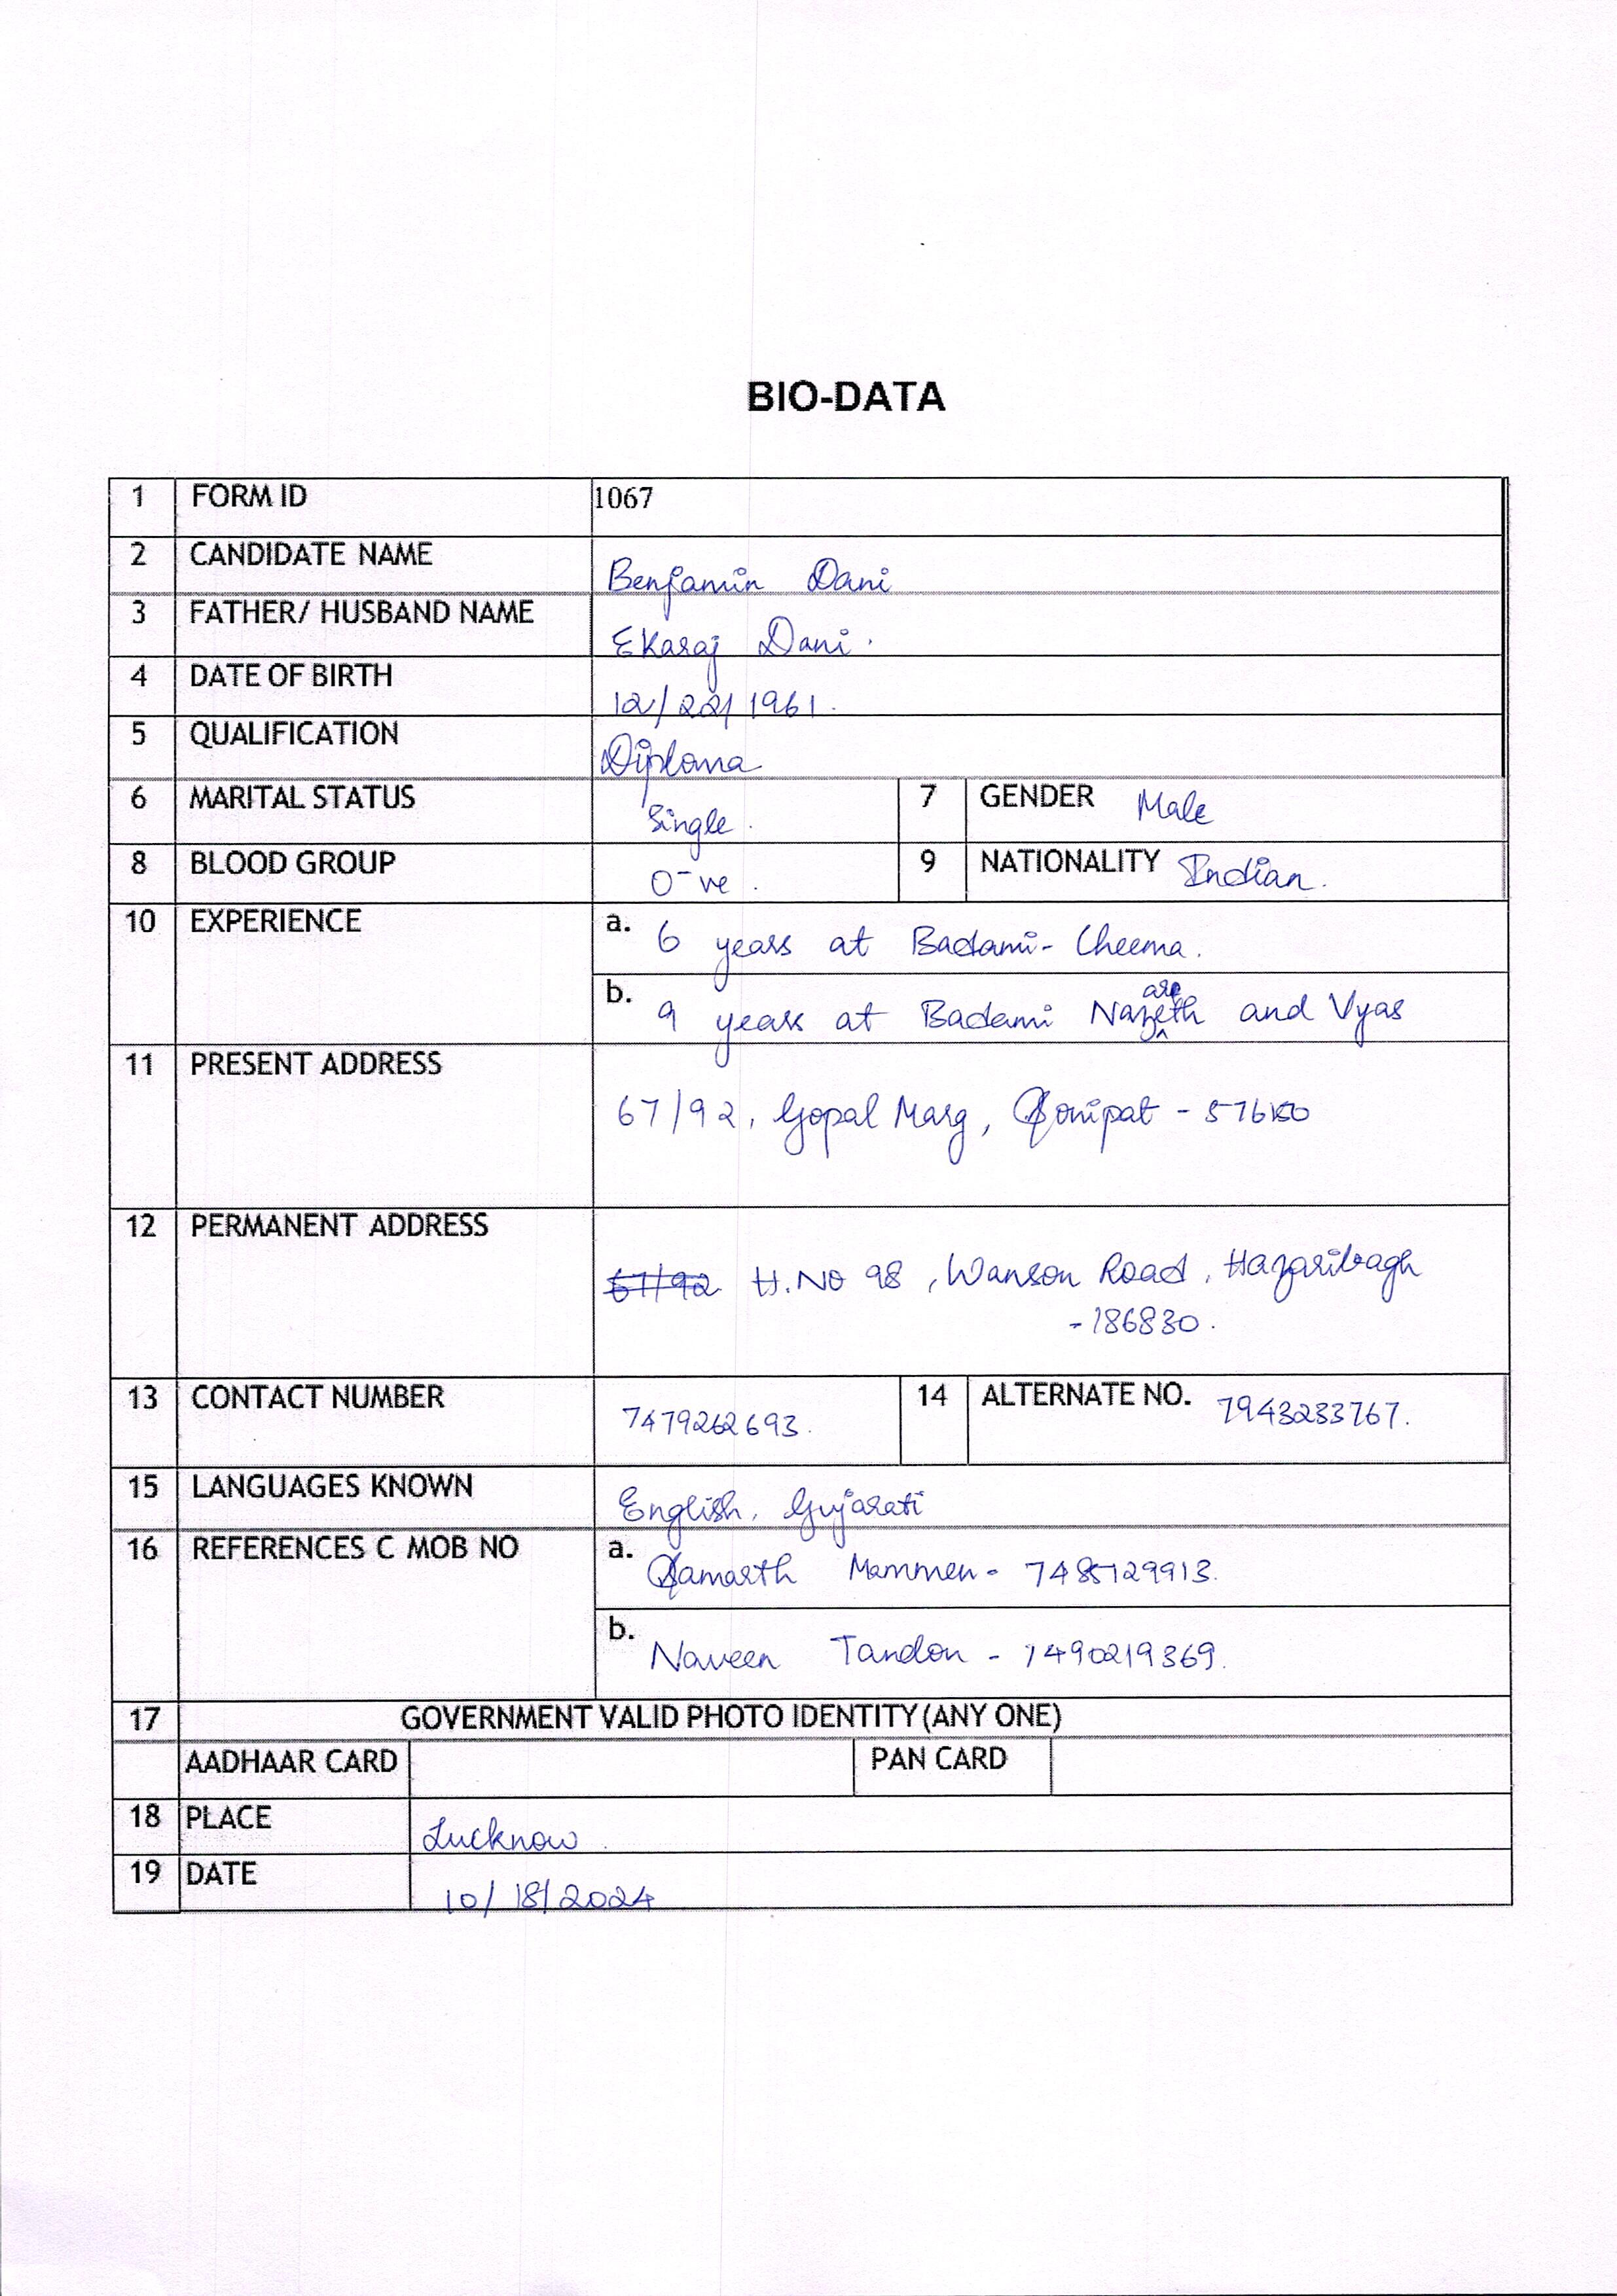 BIO-DATA
1 FORM ID 1067
2 CANDIDATE NAME Benjamin Dani
3 FATHER/ HUSBAND NAME Ekaraj Dani.
4 DATE OF BIRTH 12/22/1961.
5 QUALIFICATION Diploma
6 MARITAL STATUS Single. 7 GENDER Male
8 BLOOD GROUP O-ve. 9 NATIONALITY Indian.
10 EXPERIENCE a. 6 years at Badami-Cheema.
b. 9 years at Badami Nazareth and Vyas
11 PRESENT ADDRESS
67/92, Gopal Marg, Sonipat -
12 PERMANENT ADDRESS
67/92 H.No 98, Wanson Road, Hazaribagh
-186830.
13 CONTACT NUMBER 7479262693. 14 ALTERNATE NO. 7943233767.
15 LANGUAGES KNOWN English, Gujarati
16 REFERENCES C MOB NO a. Samarth Mammen - 7485129913.
b. Naveen Tandon - 7490219369.
17 GOVERNMENT VALID PHOTO IDENTITY(ANY ONE)
AADHAAR CARD PAN CARD
18 PLACE Lucknow.
19 DATE 10/18/2024